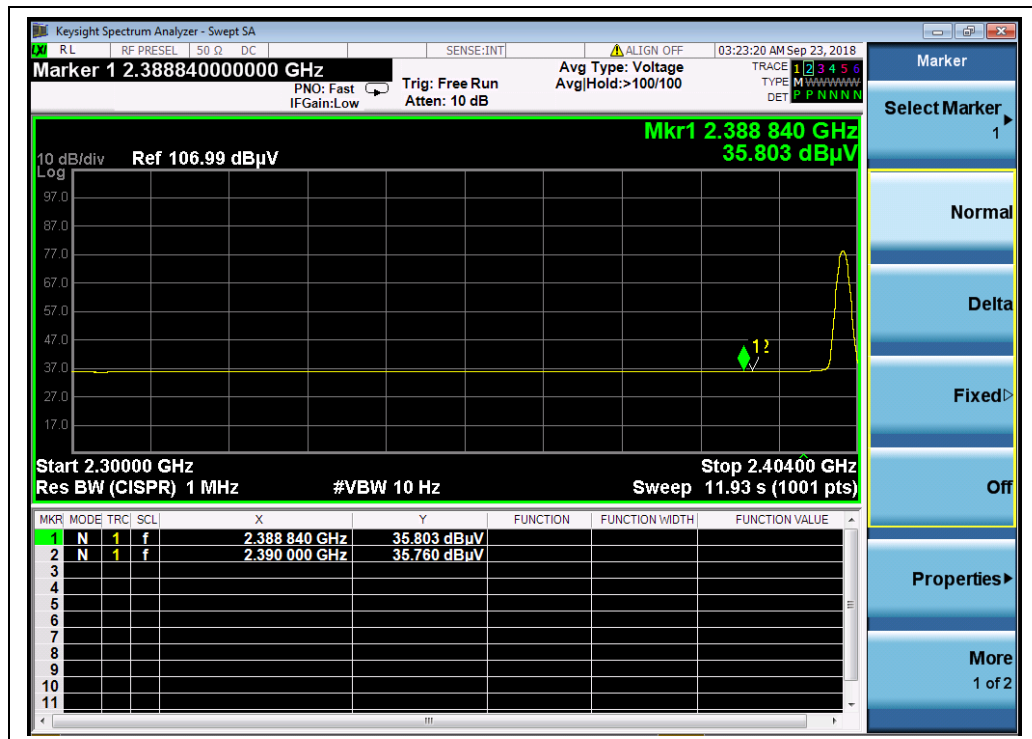 Keysight Spectrum Analyzer - Swept SA
LXI RL RF PRESEL 50 Ω DC SENSE:INT ALIGN OFF 03:23:20 AM Sep 23, 2018
Marker 1 2.388840000000 GHz
PNO: Fast
IFGain:Low
Trig: Free Run
Atten: 10 dB
Avg Type: Voltage
Avg|Hold:>100/100
TRACE 1 2 3 4 5 6
TYPE M W W W W W
DET P P N N N N
Mkr1 2.388 840 GHz
35.803 dBµV
10 dB/div Ref 106.99 dBµV
Log
97.0
87.0
77.0
67.0
57.0
47.0
37.0
27.0
17.0
1
2
Start 2.30000 GHz Stop 2.40400 GHz
Res BW (CISPR) 1 MHz #VBW 10 Hz Sweep 11.93 s (1001 pts)
MKR MODE TRC SCL X Y FUNCTION FUNCTION WIDTH FUNCTION VALUE
1 N 1 f 2.388 840 GHz 35.803 dBµV
2 N 1 f 2.390 000 GHz 35.760 dBµV
3
4
5
6
7
8
9
10
11
Marker
Select Marker
1
Normal
Delta
Fixed
Off
Properties
More
1 of 2